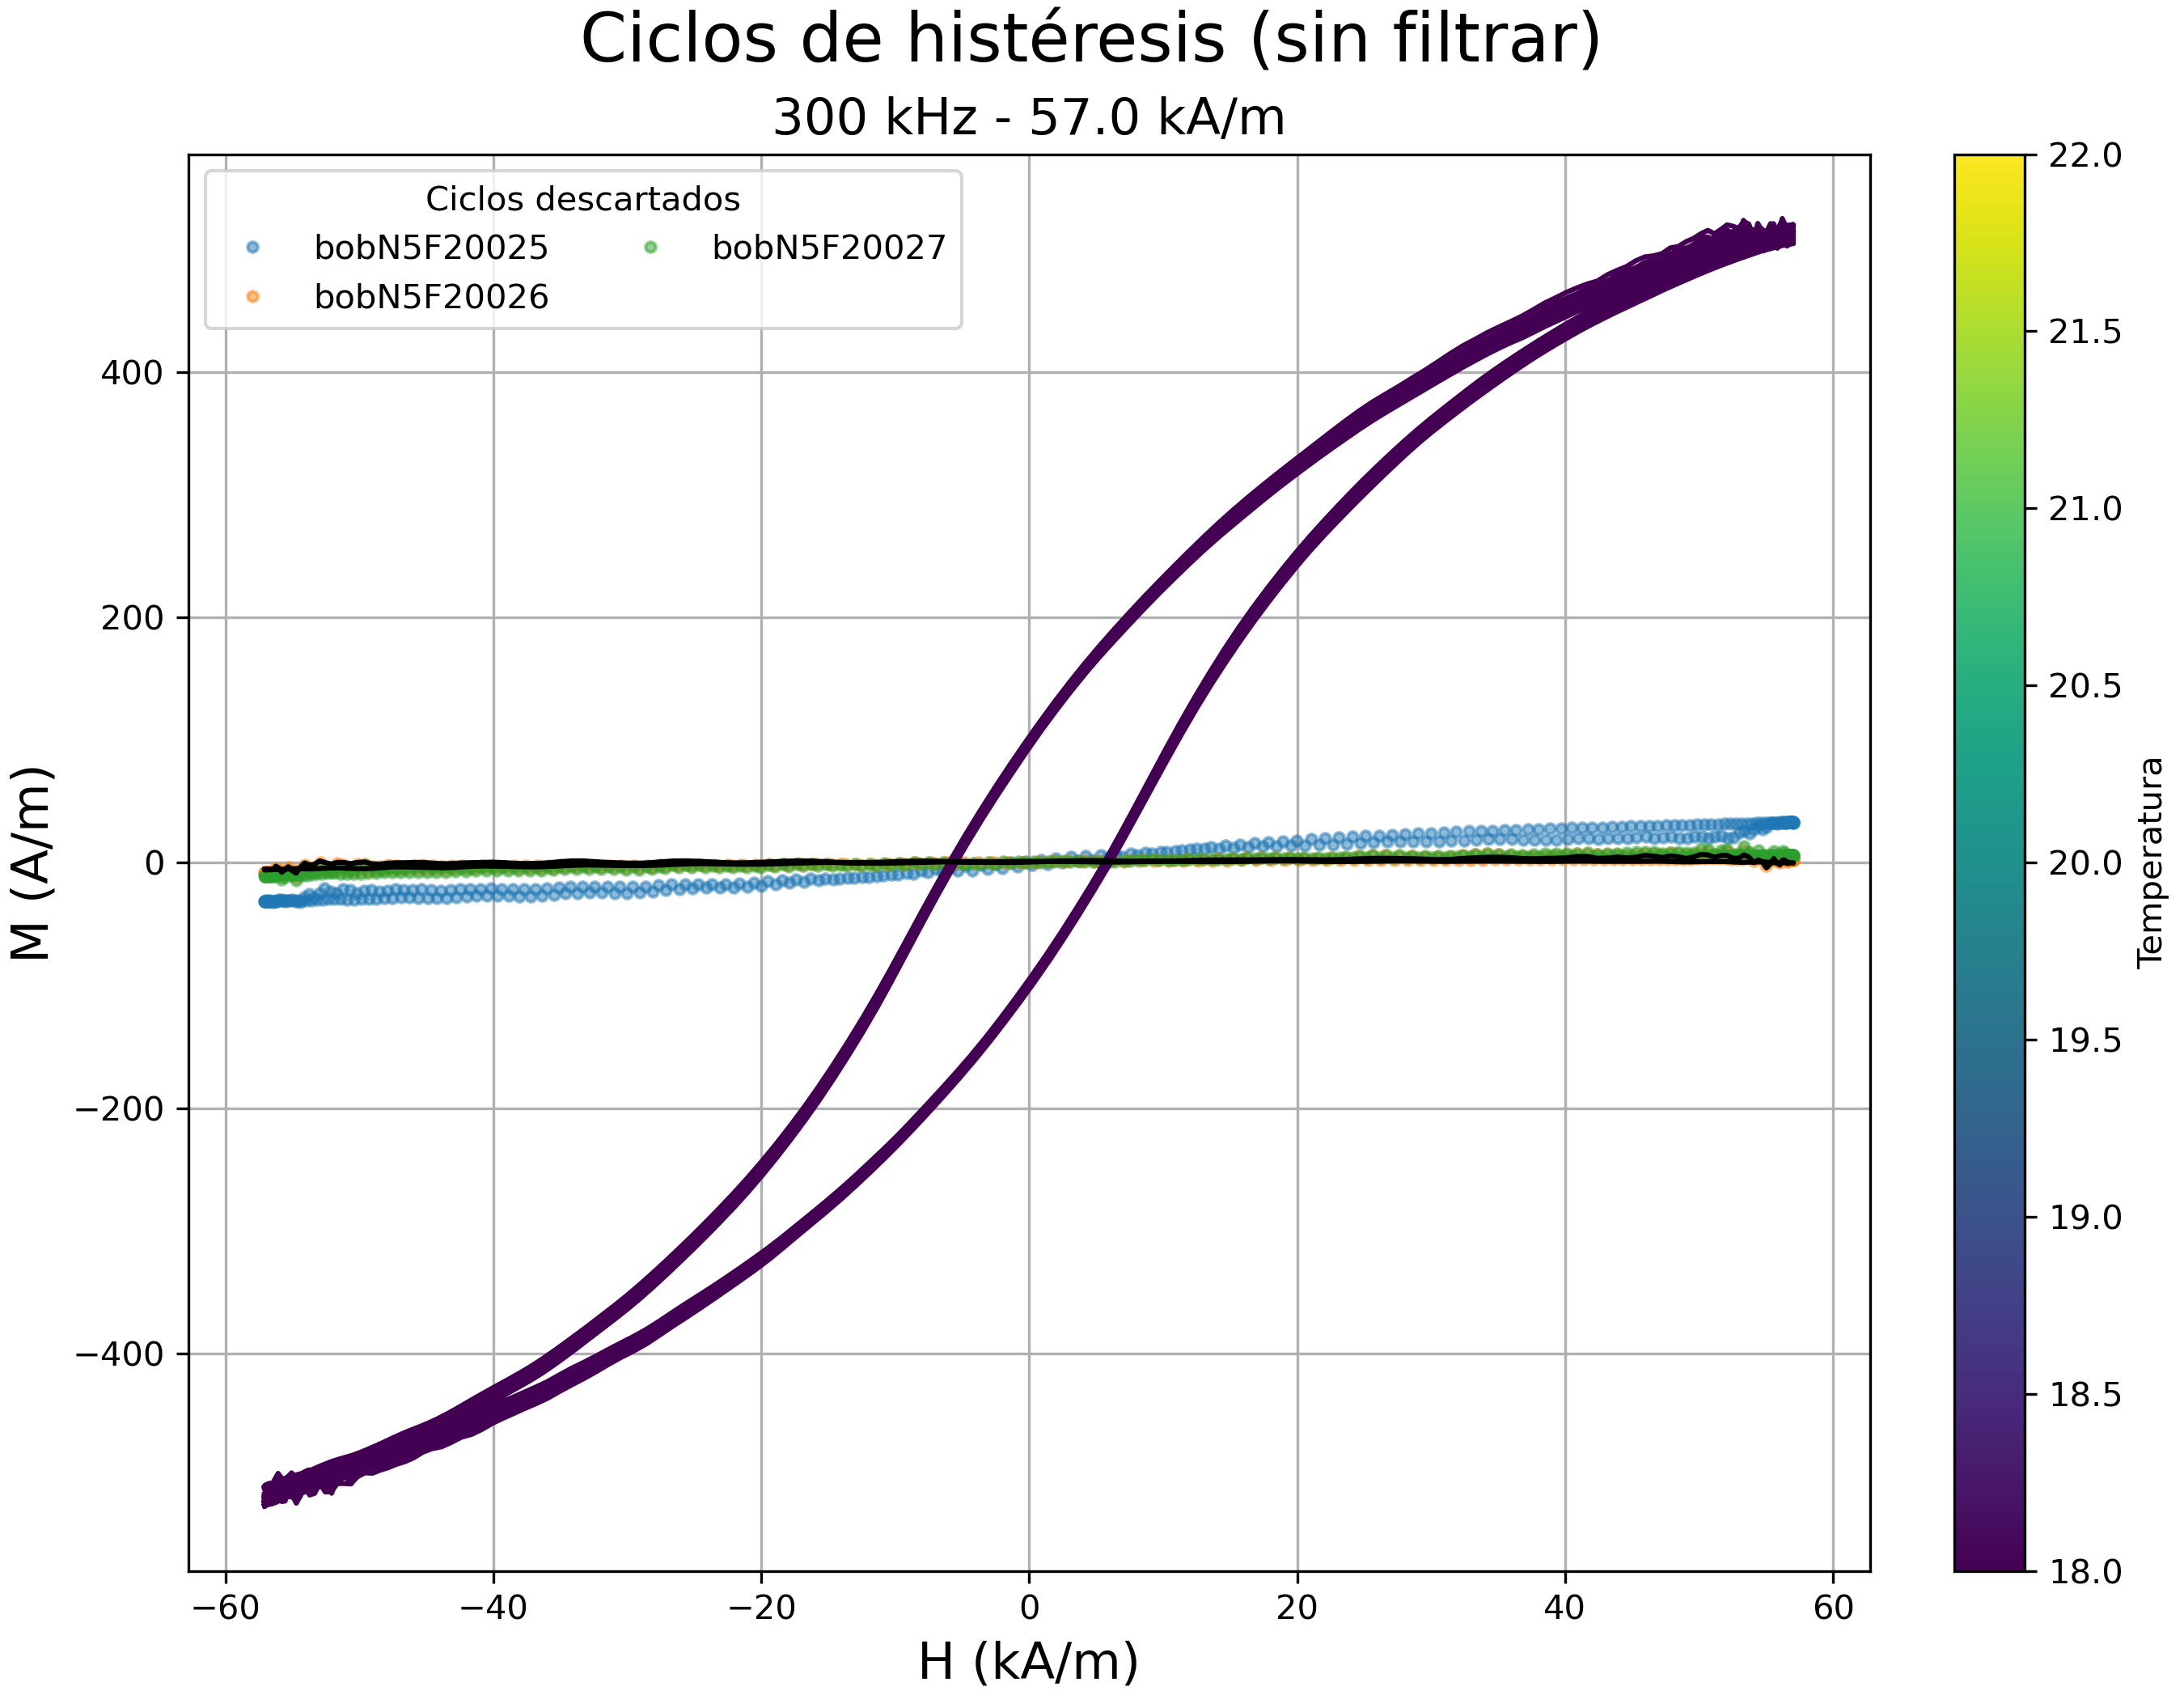 Ciclos de histéresis (sin filtrar)
300 kHz - 57.0 kA/m
Ciclos descartados
bobN5F20025
bobN5F20026
bobN5F20027
400
200
0
−200
−400
M (A/m)
−60
−40
−20
0
20
40
60
H (kA/m)
22.0
21.5
21.0
20.5
20.0
19.5
19.0
18.5
18.0
Temperatura